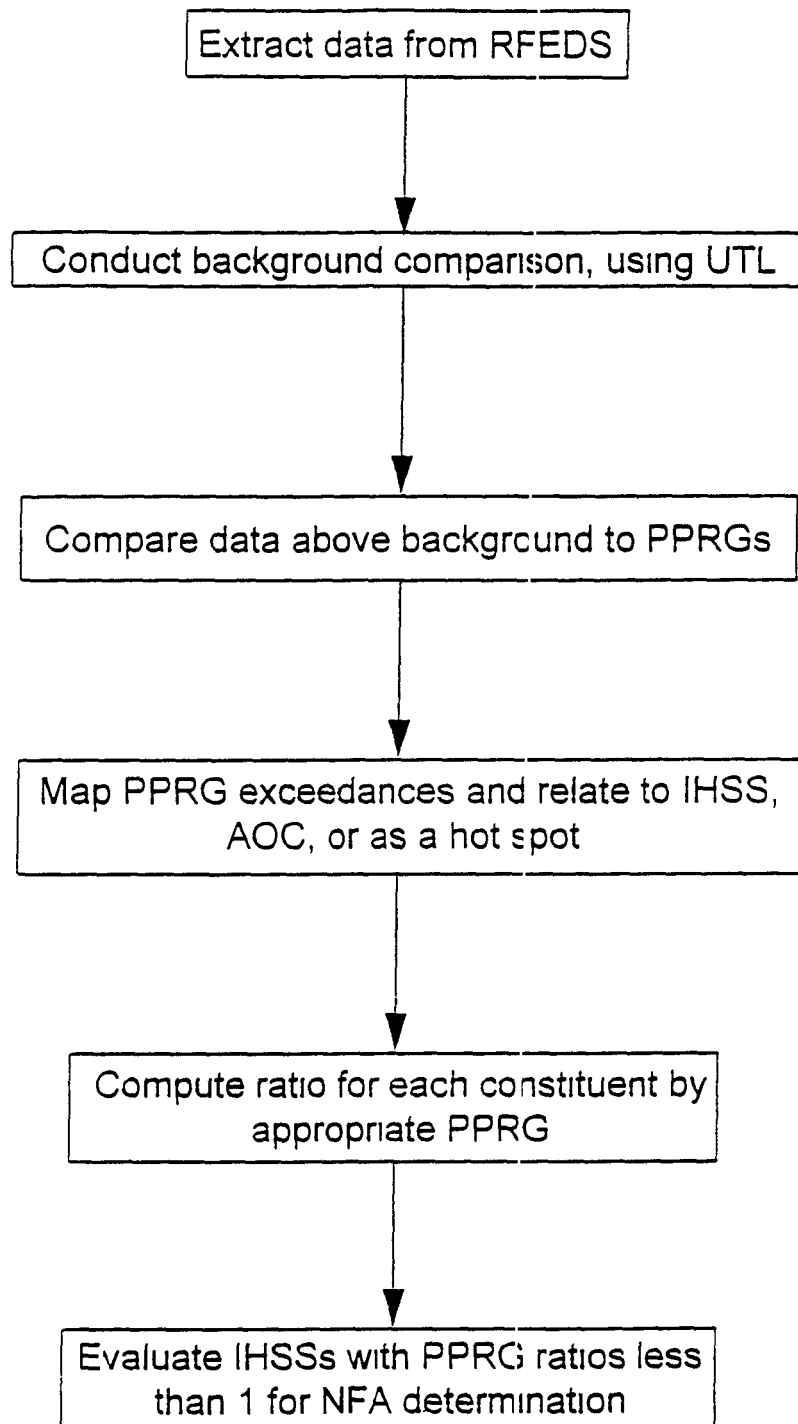 Extract data from RFEDS
Conduct background comparison, using UTL
Compare data above background to PPRGs
Map PPRG exceedances and relate to IHSS,
AOC, or as a hot spot
Compute ratio for each constituent by
appropriate PPRG
Evaluate IHSSs with PPRG ratios less
than 1 for NFA determination